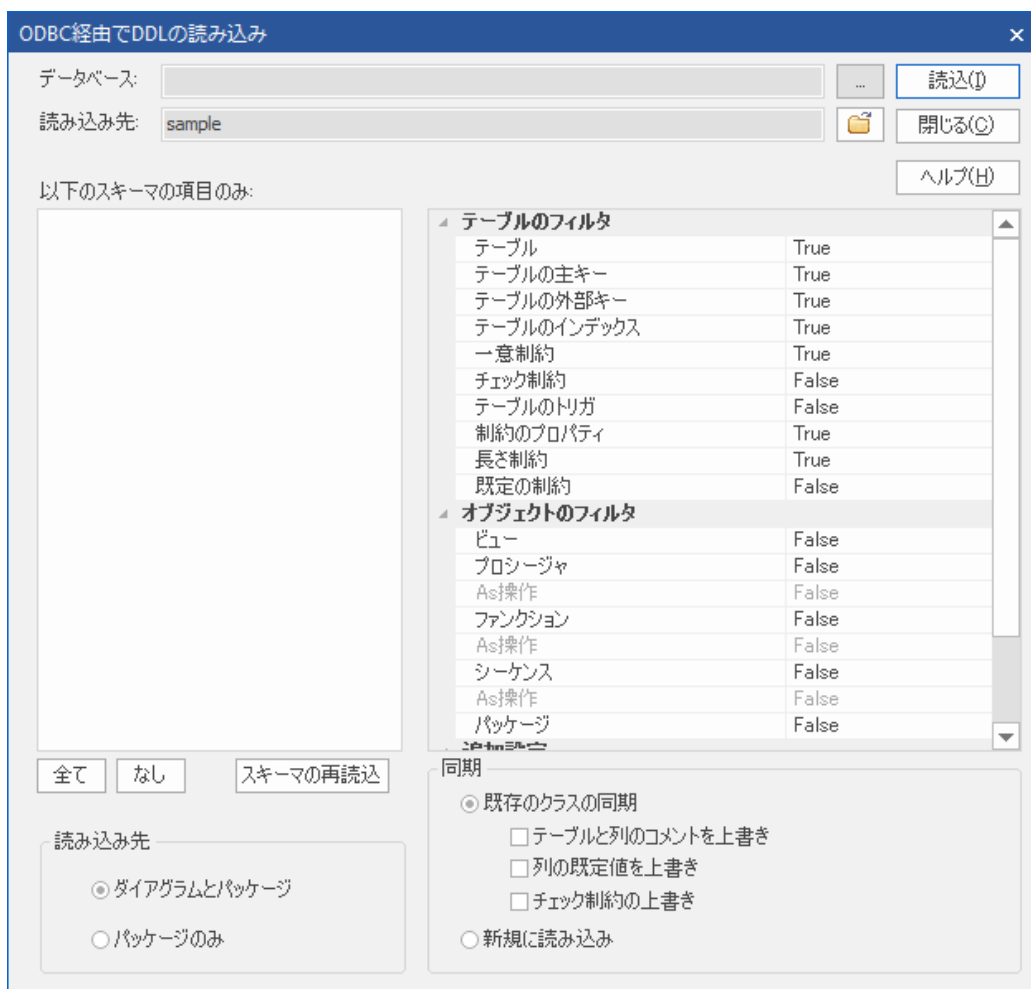 ODBC経由でDDLの読み込み
データベース: ... 読込(I)
読み込み先: sample 閉じる(C)
ヘルプ(H)
以下のスキーマの項目のみ:
テーブルのフィルタ
テーブル True
テーブルの主キー True
テーブルの外部キー True
テーブルのインデックス True
一意制約 True
チェック制約 False
テーブルのトリガ False
制約のプロパティ True
長さ制約 True
既定の制約 False
オブジェクトのフィルタ
ビュー False
プロシージャ False
As操作 False
ファンクション False
As操作 False
シーケンス False
As操作 False
パッケージ False
追加設定
全て なし スキーマの再読込
読み込み先
ダイアグラムとパッケージ
パッケージのみ
同期
既存のクラスの同期
テーブルと列のコメントを上書き
列の既定値を上書き
チェック制約の上書き
新規に読み込み